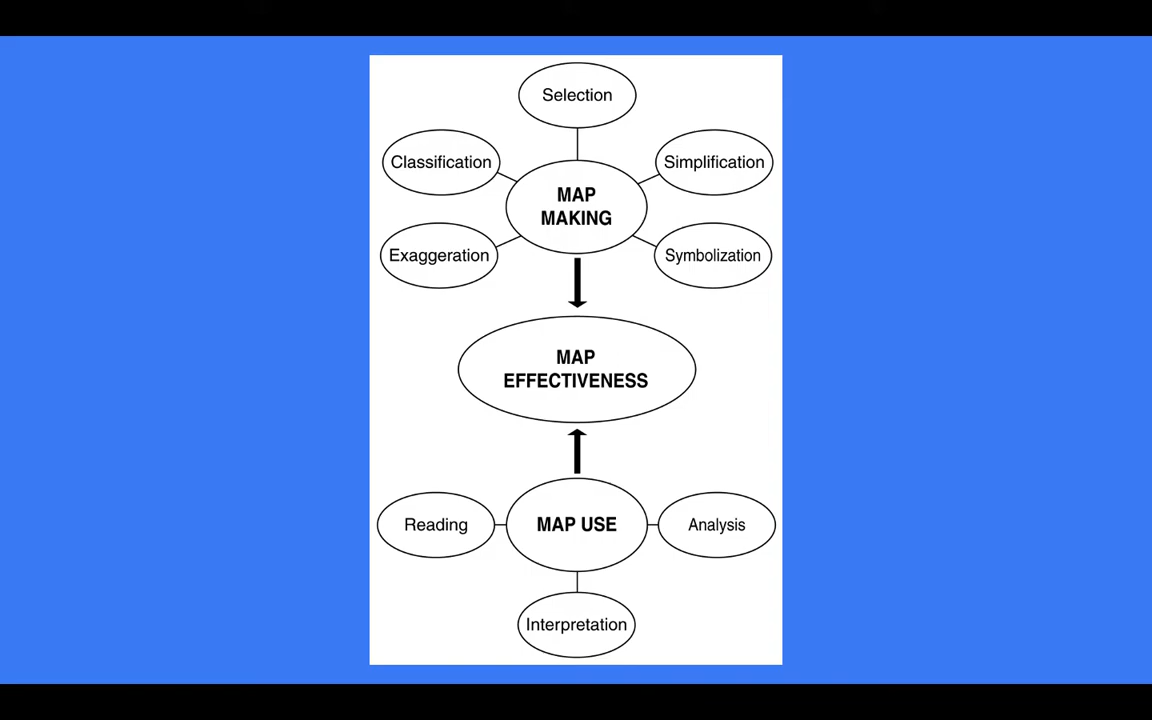 Selection
Classification
Simplification
MAP
MAKING
Exaggeration
Symbolization
MAP
EFFECTIVENESS
Reading
MAP USE
Analysis
Interpretation